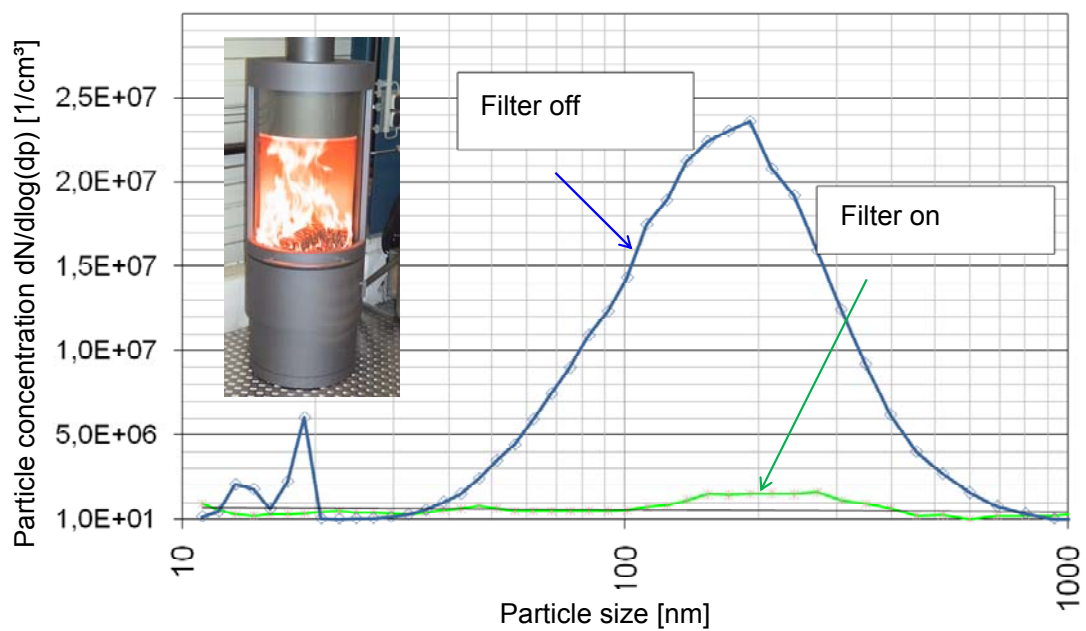 Particle concentration dN/dlog(dp) [1/cm³]
2,5E+07
2,0E+07
1,5E+07
1,0E+07
5,0E+06
1,0E+01
Filter off
Filter on
10
100
1000
Particle size [nm]